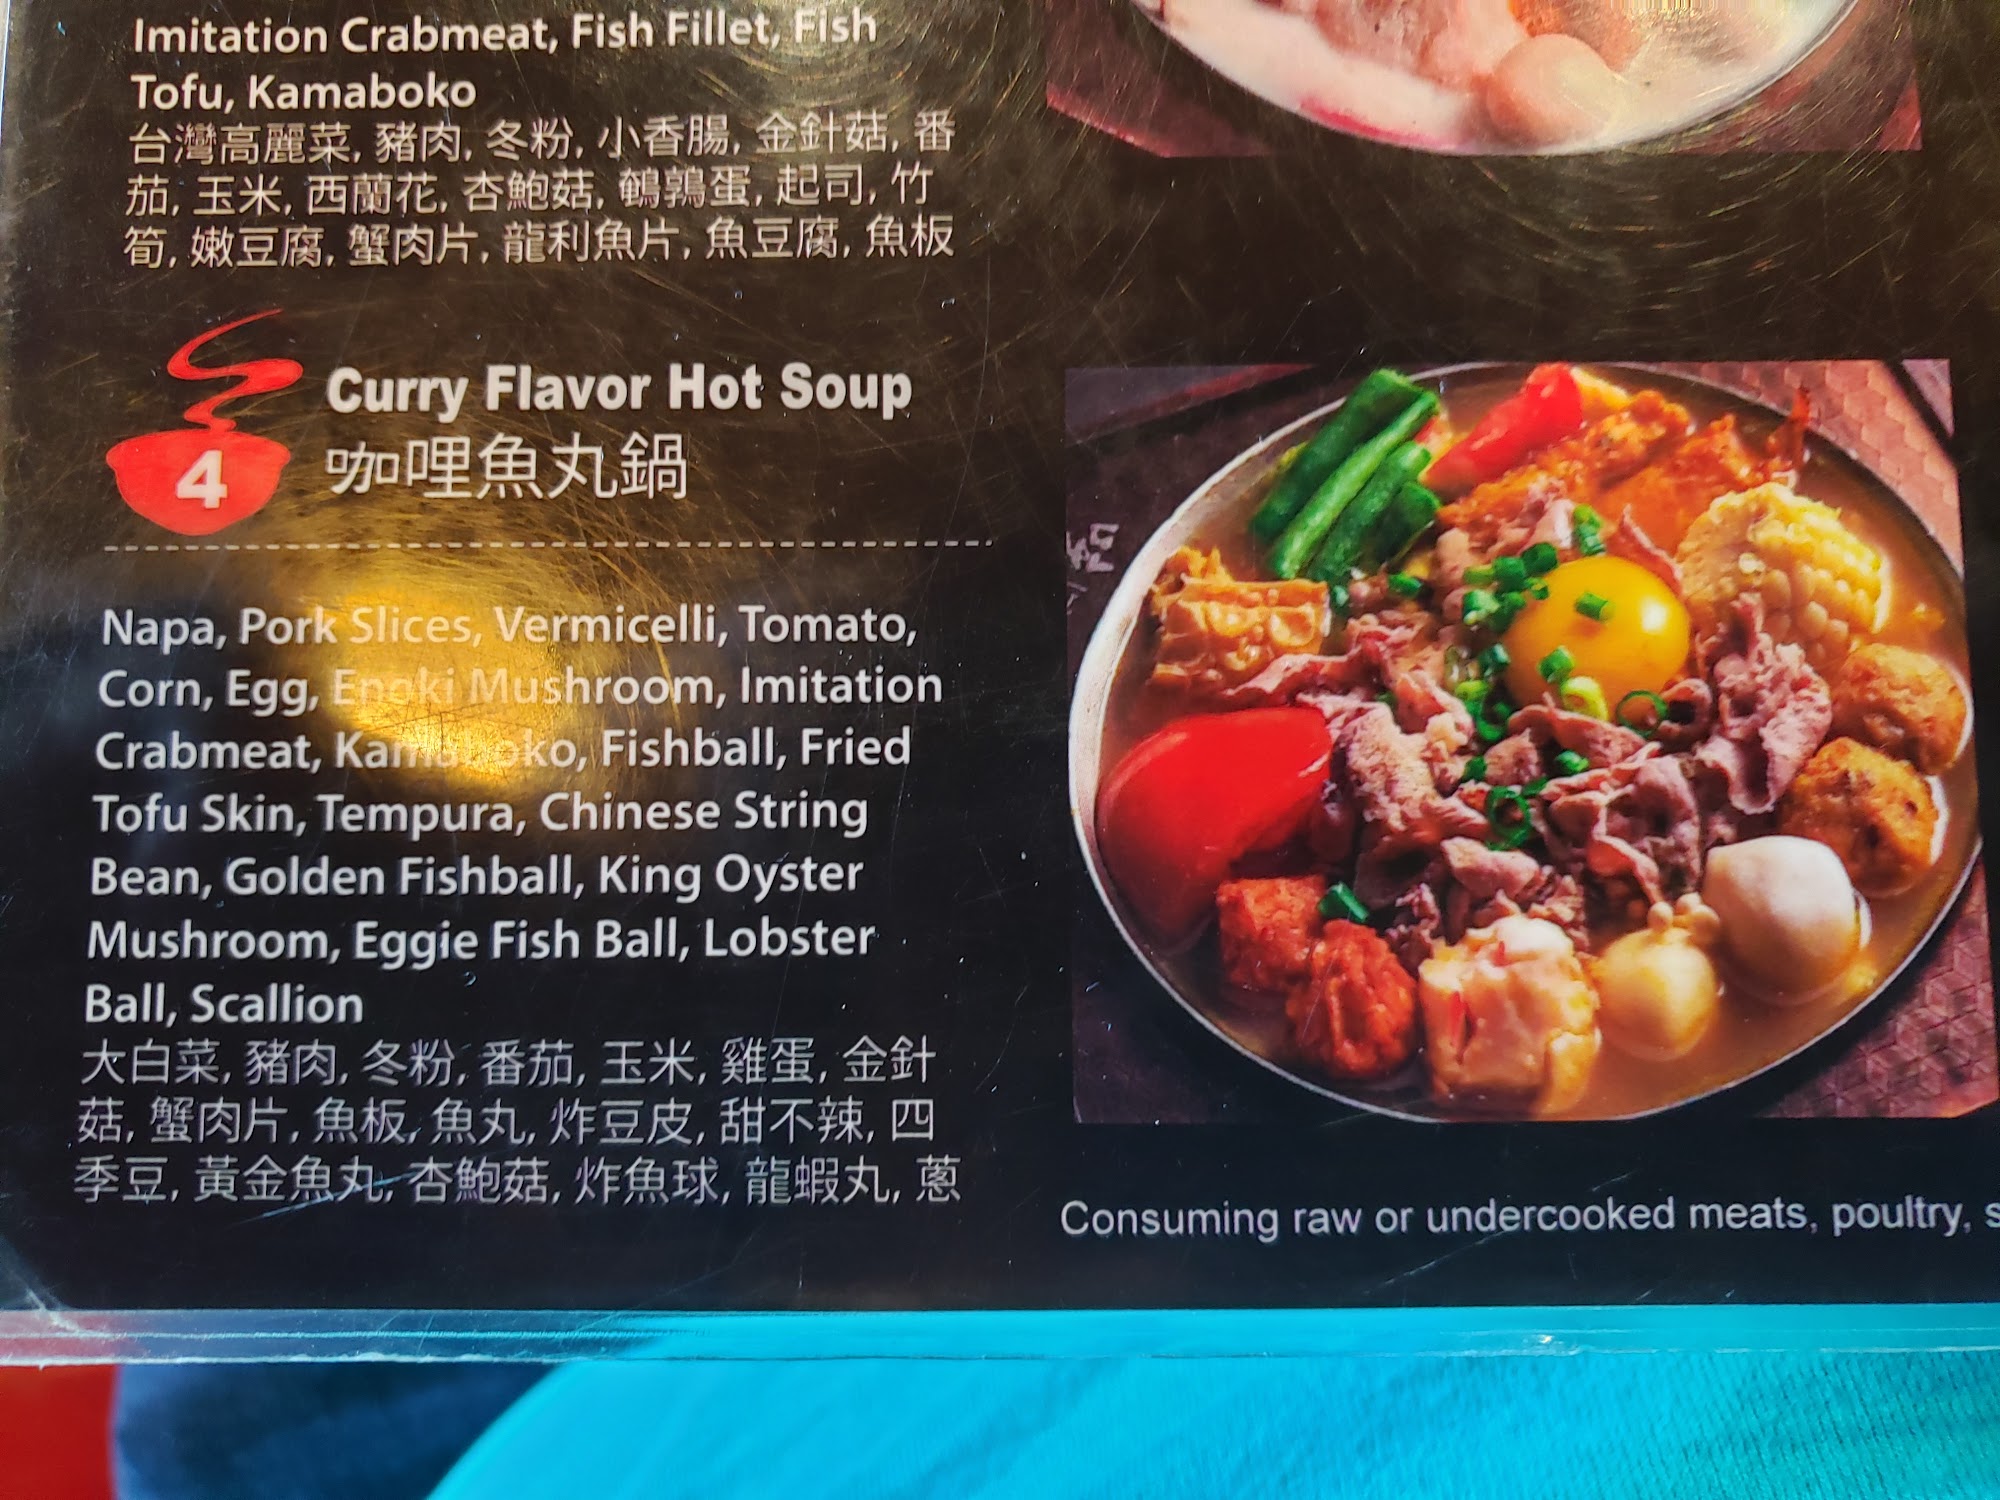 Imitation Crabmeat, Fish Fillet, Fish
Tofu, Kamaboko
台灣高麗菜, 豬肉, 冬粉, 小香腸, 金針菇, 番
茄, 玉米, 西蘭花, 杏鮑菇, 鵪鶉蛋, 起司, 竹
筍, 嫩豆腐, 蟹肉片, 龍利魚片, 魚豆腐, 魚板
4
Curry Flavor Hot Soup
咖哩魚丸鍋
Napa, Pork Slices, Vermicelli, Tomato,
Corn, Egg, Enoki Mushroom, Imitation
Crabmeat, Kamaboko, Fishball, Fried
Tofu Skin, Tempura, Chinese String
Bean, Golden Fishball, King Oyster
Mushroom, Eggie Fish Ball, Lobster
Ball, Scallion
大白菜, 豬肉, 冬粉, 番茄, 玉米, 雞蛋, 金針
菇, 蟹肉片, 魚板, 魚丸, 炸豆皮, 甜不辣, 四
季豆, 黃金魚丸, 杏鮑菇, 炸魚球, 龍蝦丸, 蔥
Consuming raw or undercooked meats, poultry, s